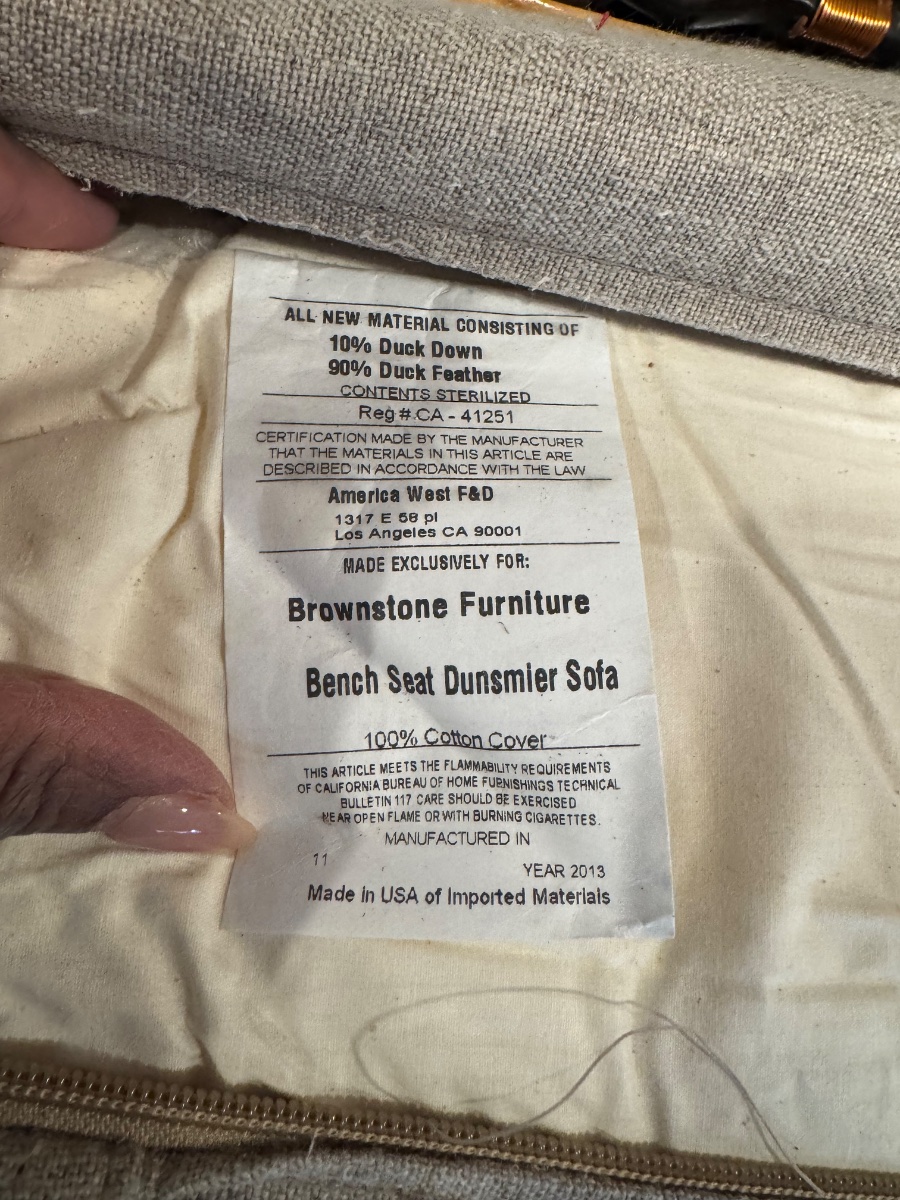 ALL NEW MATERIAL CONSISTING OF
10% Duck Down
90% Duck Feather
CONTENTS STERILIZED
Reg # CA - 41251
CERTIFICATION MADE BY THE MANUFACTURER
THAT THE MATERIALS IN THIS ARTICLE ARE
DESCRIBED IN ACCORDANCE WITH THE LAW
America West F&D
1317 E 58 pl
Los Angeles CA 90001
MADE EXCLUSIVELY FOR:
Brownstone Furniture
Bench Seat Dunsmier Sofa
100% Cotton Cover
THIS ARTICLE MEETS THE FLAMMABILITY REQUIREMENTS
OF CALIFORNIA BUREAU OF HOME FURNISHINGS TECHNICAL
BULLETIN 117 CARE SHOULD BE EXERCISED
NEAR OPEN FLAME OR WITH BURNING CIGARETTES.
MANUFACTURED IN
11 YEAR 2013
Made in USA of Imported Materials